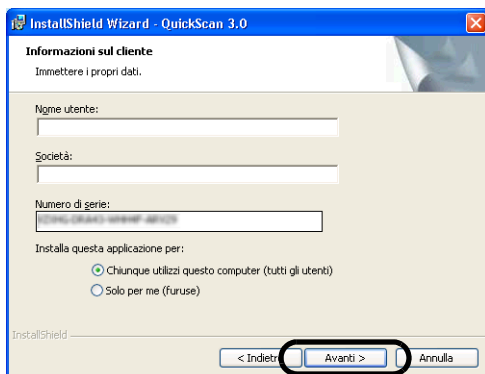 InstallShield Wizard - QuickScan 3.0
Informazioni sul cliente
Immettere i propri dati.
Nome utente:
Società:
Numero di serie:
Installa questa applicazione per:
Chiunque utilizzi questo computer (tutti gli utenti)
Solo per me (furuse)
InstallShield
< Indietro Avanti > Annulla